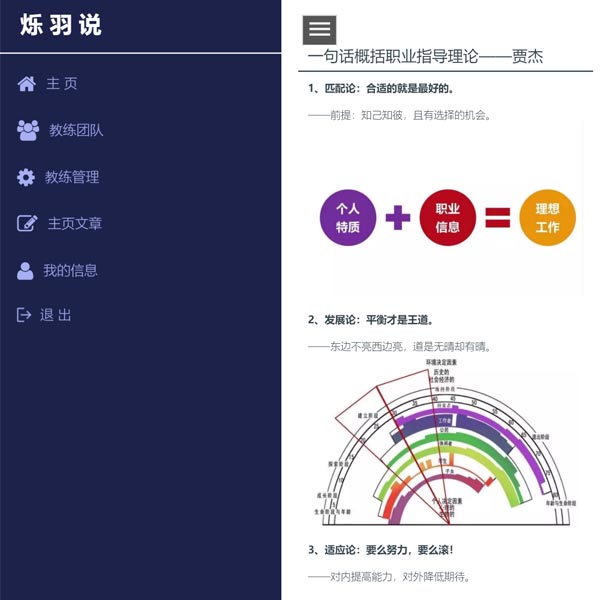 烁羽说
主 页
教练团队
教练管理
主页文章
我的信息
退 出
一句话概括职业指导理论——贾杰
1、匹配论：合适的就是最好的。
——前提：知己知彼，且有选择的机会。
个人
特质
职业
信息
理想
工作
2、发展论：平衡才是王道。
——东边不亮西边亮，道是无晴却有晴。
环境决定因素
历史的
社会经济的
维持阶段
40 45
建立阶段
退出阶段
工作者
公民
休闲者
学生
子女
探索阶段
成长阶段
生命阶段与年龄
年龄与生命阶段
个人决定因素
心理的
生物的
3、适应论：要么努力，要么滚！
——对内提高能力，对外降低期待。